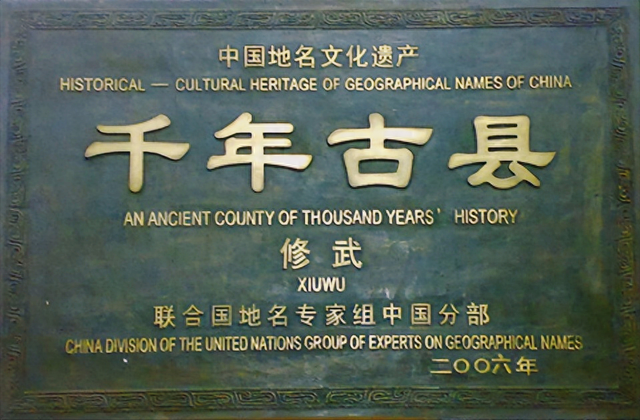 中国地名文化遗产
HISTORICAL — CULTURAL HERITAGE OF GEOGRAPHICAL NAMES OF CHINA
千年古县
AN ANCIENT COUNTY OF THOUSAND YEARS' HISTORY
修武
XIUWU
联合国地名专家组中国分部
CHINA DIVISION OF THE UNITED NATIONS GROUP OF EXPERTS ON GEOGRAPHICAL NAMES
二〇〇六年